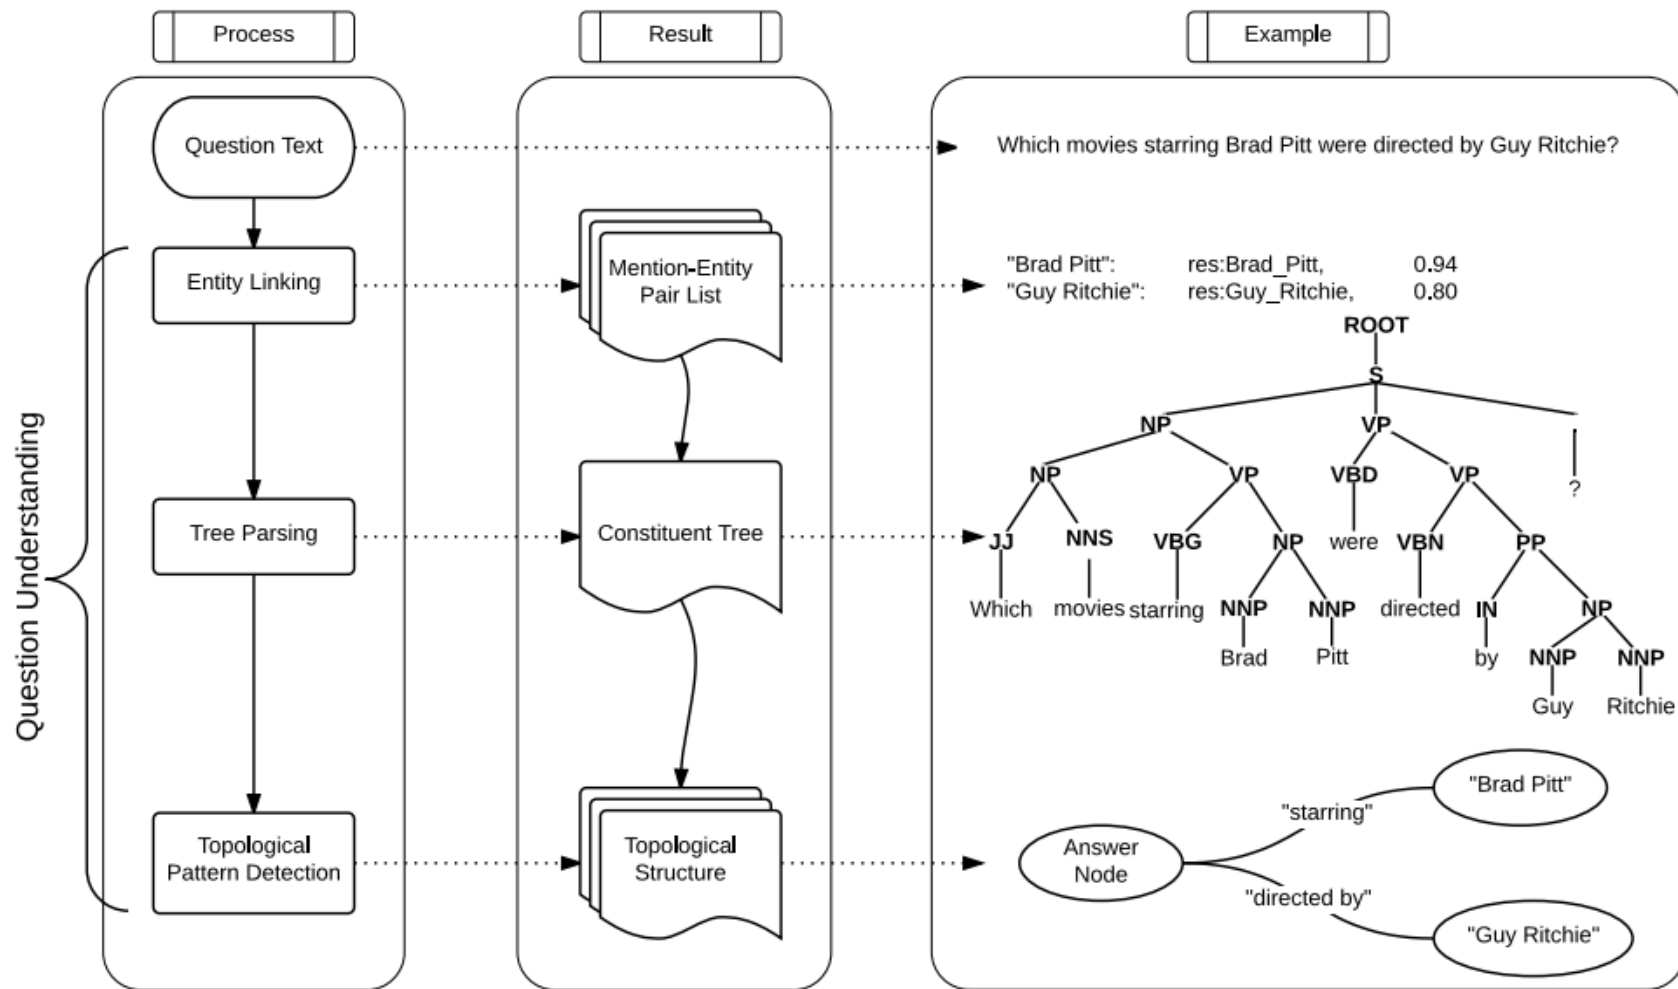 Process
Result
Example
Question Text
Which movies starring Brad Pitt were directed by Guy Ritchie?
Question Understanding
Entity Linking
Mention-Entity
Pair List
"Brad Pitt": res:Brad_Pitt, 0.94
"Guy Ritchie": res:Guy_Ritchie, 0.80
ROOT
S
NP VP .
NP VP VBD VP ?
Tree Parsing
Constituent Tree
JJ NNS VBG NP were VBN PP
Which movies starring NNP NNP directed IN NP
Brad Pitt by NNP NNP
Guy Ritchie
Topological
Pattern Detection
Topological
Structure
Answer
Node
"starring"
"Brad Pitt"
"directed by"
"Guy Ritchie"